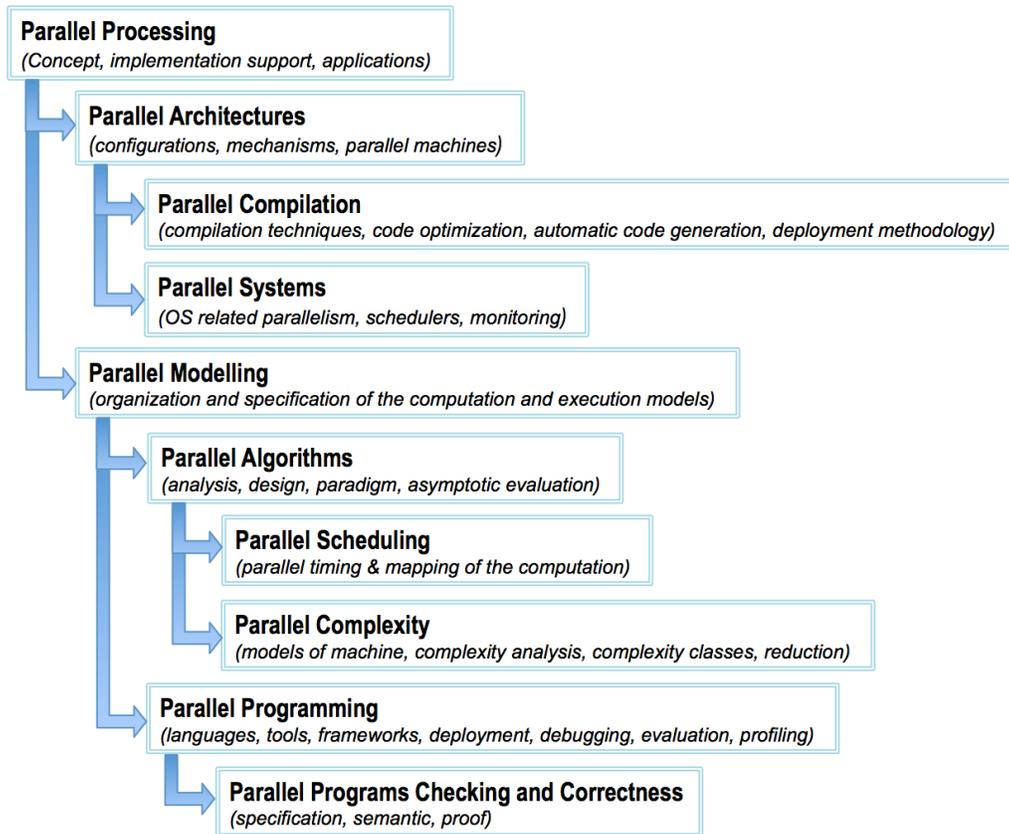 Parallel Processing
(Concept, implementation support, applications)
Parallel Architectures
(configurations, mechanisms, parallel machines)
Parallel Compilation
(compilation techniques, code optimization, automatic code generation, deployment methodology)
Parallel Systems
(OS related parallelism, schedulers, monitoring)
Parallel Modelling
(organization and specification of the computation and execution models)
Parallel Algorithms
(analysis, design, paradigm, asymptotic evaluation)
Parallel Scheduling
(parallel timing & mapping of the computation)
Parallel Complexity
(models of machine, complexity analysis, complexity classes, reduction)
Parallel Programming
(languages, tools, frameworks, deployment, debugging, evaluation, profiling)
Parallel Programs Checking and Correctness
(specification, semantic, proof)